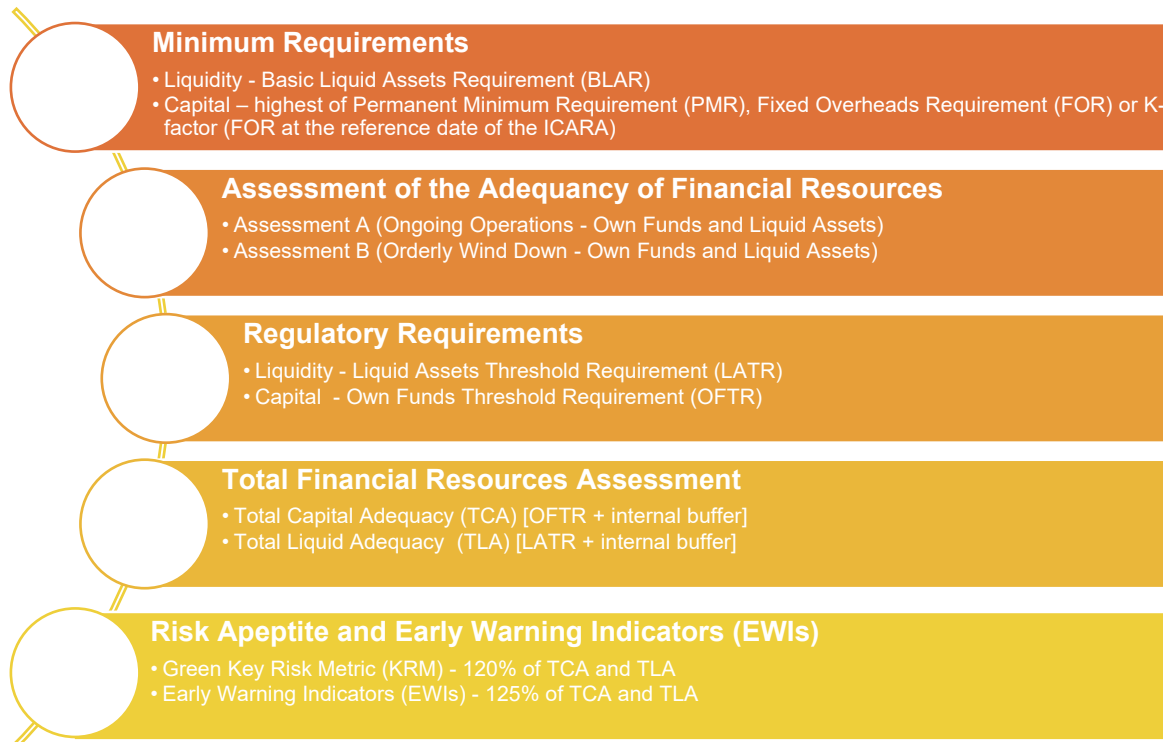 Minimum Requirements
• Liquidity - Basic Liquid Assets Requirement (BLAR)
• Capital – highest of Permanent Minimum Requirement (PMR), Fixed Overheads Requirement (FOR) or K-
factor (FOR at the reference date of the ICARA)
Assessment of the Adequancy of Financial Resources
• Assessment A (Ongoing Operations - Own Funds and Liquid Assets)
• Assessment B (Orderly Wind Down - Own Funds and Liquid Assets)
Regulatory Requirements
• Liquidity - Liquid Assets Threshold Requirement (LATR)
• Capital - Own Funds Threshold Requirement (OFTR)
Total Financial Resources Assessment
• Total Capital Adequacy (TCA) [OFTR + internal buffer]
• Total Liquid Adequacy (TLA) [LATR + internal buffer]
Risk Apeptite and Early Warning Indicators (EWIs)
• Green Key Risk Metric (KRM) - 120% of TCA and TLA
• Early Warning Indicators (EWIs) - 125% of TCA and TLA